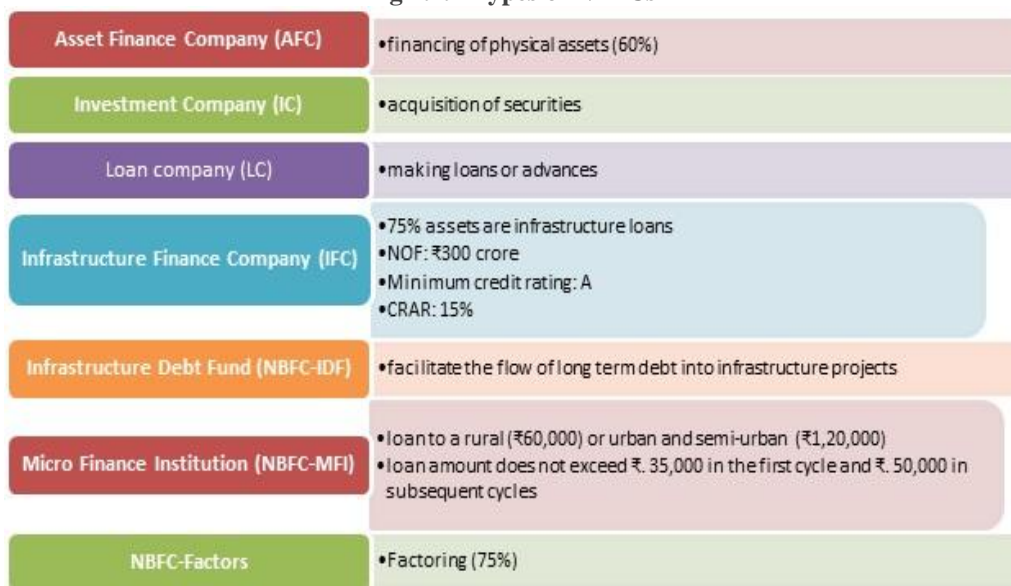 Asset Finance Company (AFC)
•financing of physical assets (60%)
Investment Company (IC)
•acquisition of securities
Loan company (LC)
•making loans or advances
Infrastructure Finance Company (IFC)
•75% assets are infrastructure loans
•NOF: ₹300 crore
•Minimum credit rating: A
•CRAR: 15%
Infrastructure Debt Fund (NBFC-IDF)
•facilitate the flow of long term debt into infrastructure projects
Micro Finance Institution (NBFC-MFI)
•loan to a rural (₹60,000) or urban and semi-urban (₹1,20,000)
•loan amount does not exceed ₹. 35,000 in the first cycle and ₹. 50,000 in
subsequent cycles
NBFC-Factors
•Factoring (75%)